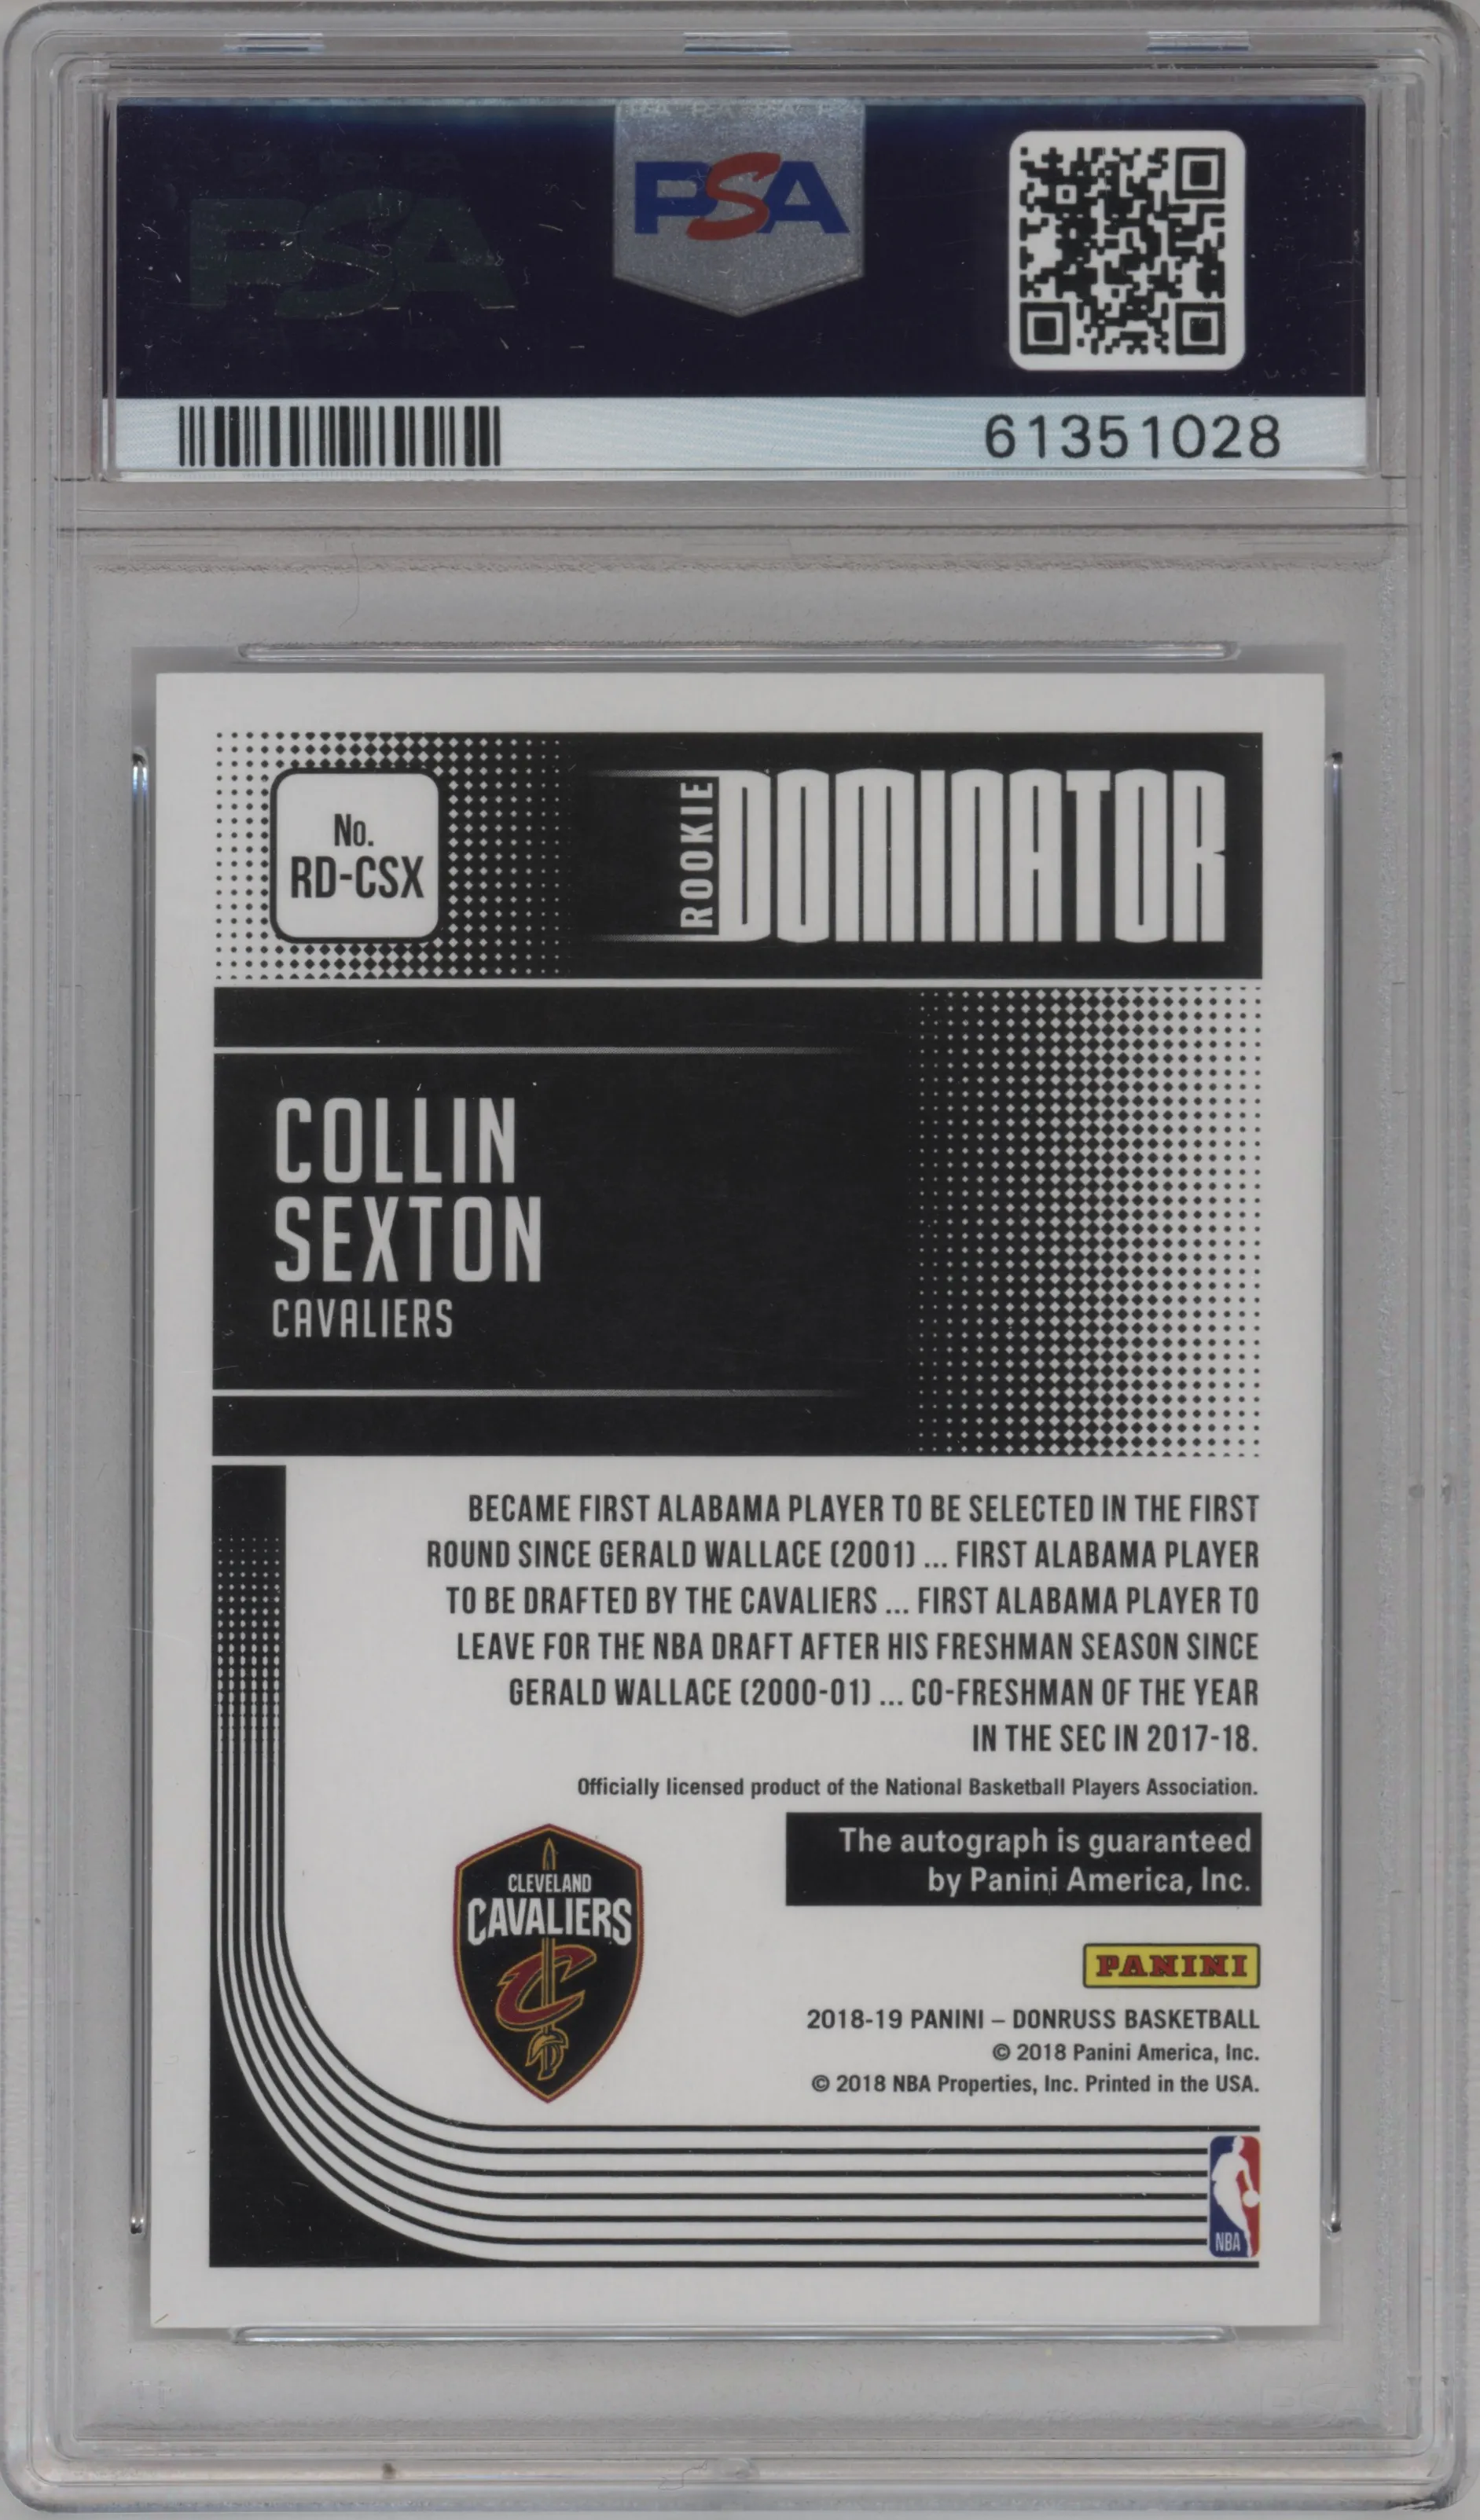 PSA
PSA
61351028
No.
RD-CSX
ROOKIE
DOMINATOR
COLLIN
SEXTON
CAVALIERS
BECAME FIRST ALABAMA PLAYER TO BE SELECTED IN THE FIRST
ROUND SINCE GERALD WALLACE (2001) ... FIRST ALABAMA PLAYER
TO BE DRAFTED BY THE CAVALIERS ... FIRST ALABAMA PLAYER TO
LEAVE FOR THE NBA DRAFT AFTER HIS FRESHMAN SEASON SINCE
GERALD WALLACE (2000-01) ... CO-FRESHMAN OF THE YEAR
IN THE SEC IN 2017-18.
Officially licensed product of the National Basketball Players Association.
The autograph is guaranteed
by Panini America, Inc.
CLEVELAND
CAVALIERS
C
PANINI
2018-19 PANINI – DONRUSS BASKETBALL
© 2018 Panini America, Inc.
© 2018 NBA Properties, Inc. Printed in the USA.
NBA
PSA